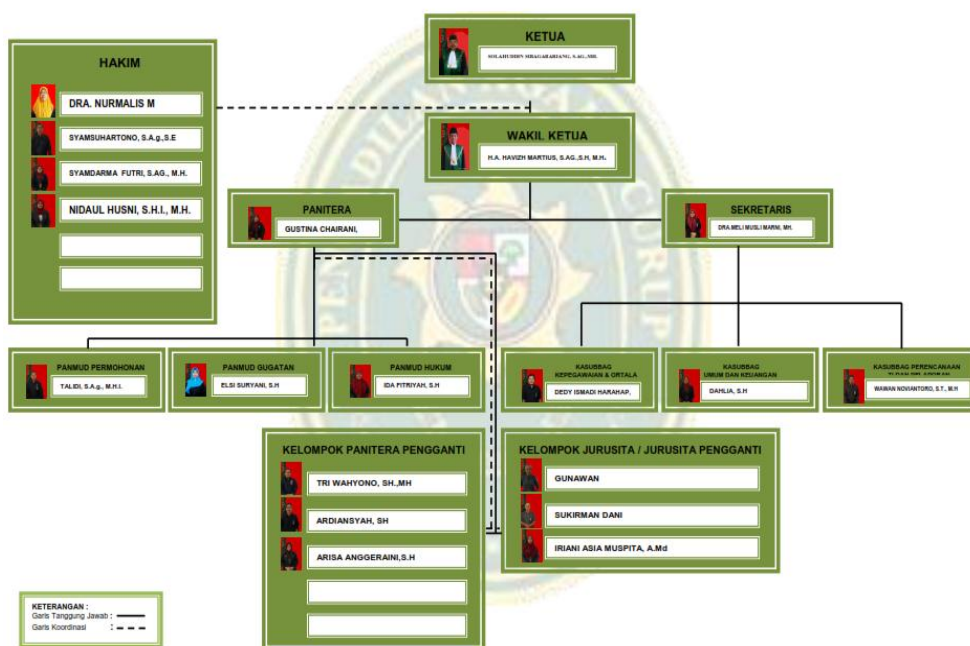 KETUA
HAKIM
DRA. NURMALIS M
WAKIL KETUA
SYAMSUHARTONO, S.A.g.,S.E
H.A. HAVIZH MARTIUS, S.AG.,S.H, M.H.
SYAMDARMA FUTRI, S.AG., M.H.
NIDAUL HUSNI, S.H.I., M.H.
PANITERA
GUSTINA CHAIRANI,
SEKRETARIS
DRA.MELI MUSLI MARNI, MH.
PANMUD PERMOHONAN
TALIDI, S.A.g., M.H.I.
PANMUD GUGATAN
ELSI SURYANI, S.H
PANMUD HUKUM
IDA FITRIYAH, S.H
KASUBBAG
KEPEGAWAIAN & ORTALA
DEDY ISMADI HARAHAP,
KASUBBAG
UMUM DAN KEUANGAN
DAHLIA, S.H
KASUBBAG PERENCANAAN
WAWAN NOVIANTORO, S.T., M.H
KELOMPOK PANITERA PENGGANTI
TRI WAHYONO, SH.,MH
ARDIANSYAH, SH
ARISA ANGGERAINI,S.H
KELOMPOK JURUSITA / JURUSITA PENGGANTI
GUNAWAN
SUKIRMAN DANI
IRIANI ASIA MUSPITA, A.Md
KETERANGAN :
Garis Tanggung Jawab :
Garis Koordinasi :